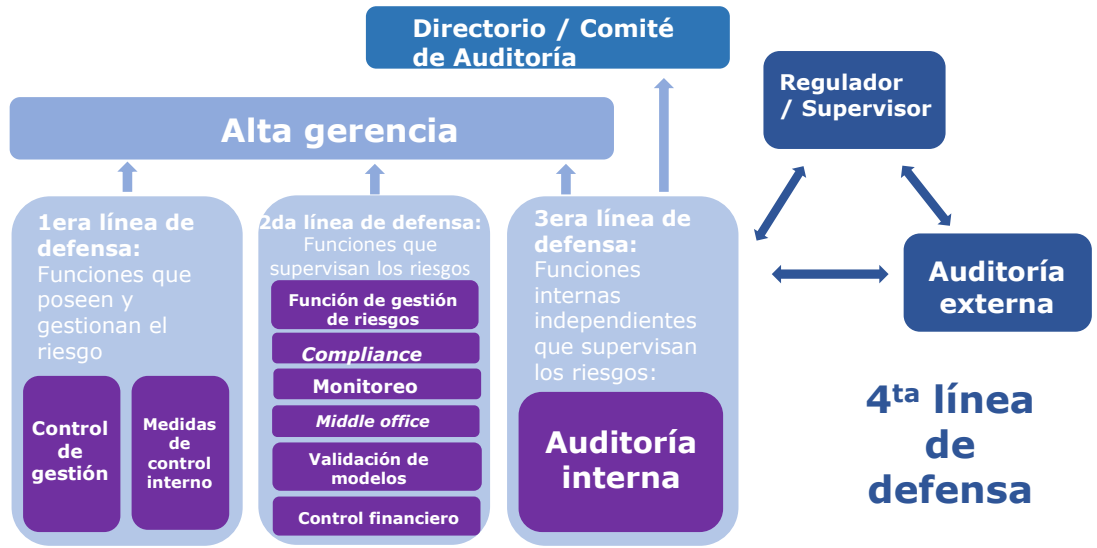 Directorio / Comité
de Auditoría
Regulador
/ Supervisor
Alta gerencia
1era línea de
defensa:
Funciones que
poseen y
gestionan el
riesgo
Control
de
gestión
Medidas
de
control
interno
2da línea de defensa:
Funciones que
supervisan los riesgos
Función de gestión
de riesgos
Compliance
Monitoreo
Middle office
Validación de
modelos
Control financiero
3era línea de
defensa:
Funciones
internas
independientes
que supervisan
los riesgos:
Auditoría
interna
Auditoría
externa
4ta línea
de
defensa